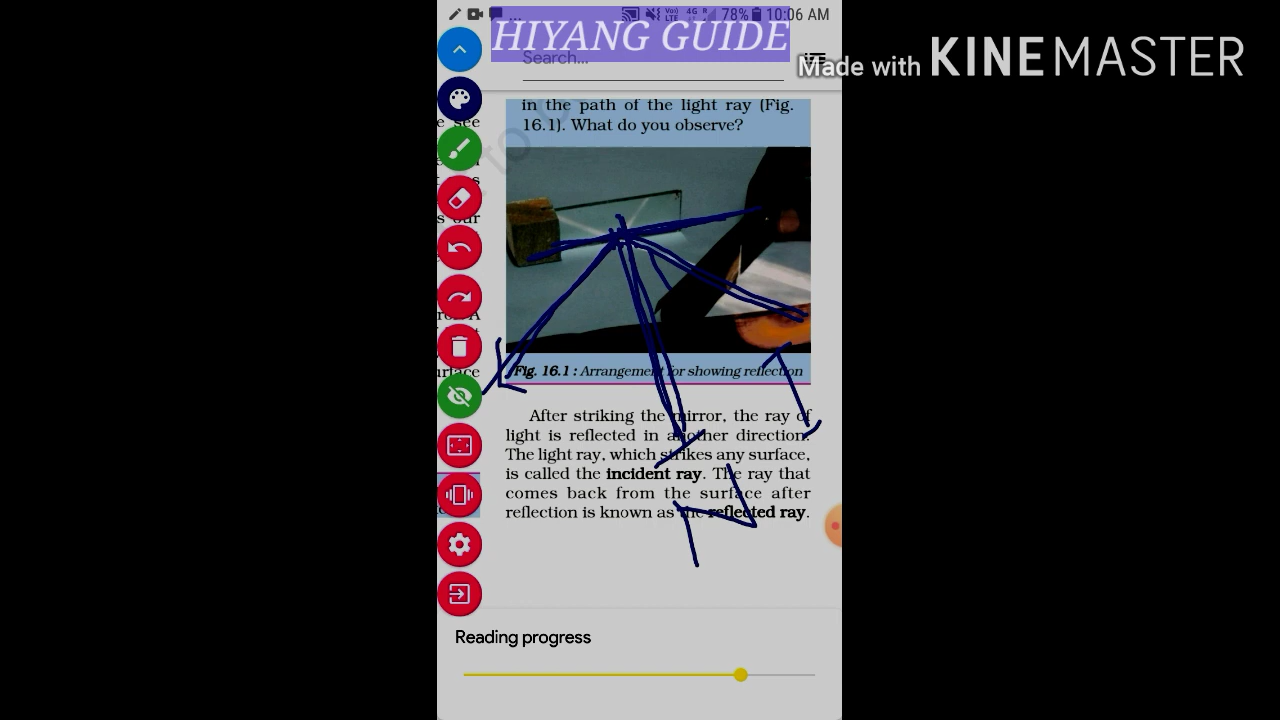 78% 10:06 AM
HIYANG GUIDE
Search...
Made with KINEMASTER
in the path of the light ray (Fig.
16.1). What do you observe?
e see
s our
Fig. 16.1 : Arrangement for showing reflection
After striking the mirror, the ray of
light is reflected in another direction.
The light ray, which strikes any surface,
is called the incident ray. The ray that
comes back from the surface after
reflection is known as the reflected ray.
N
Reading progress